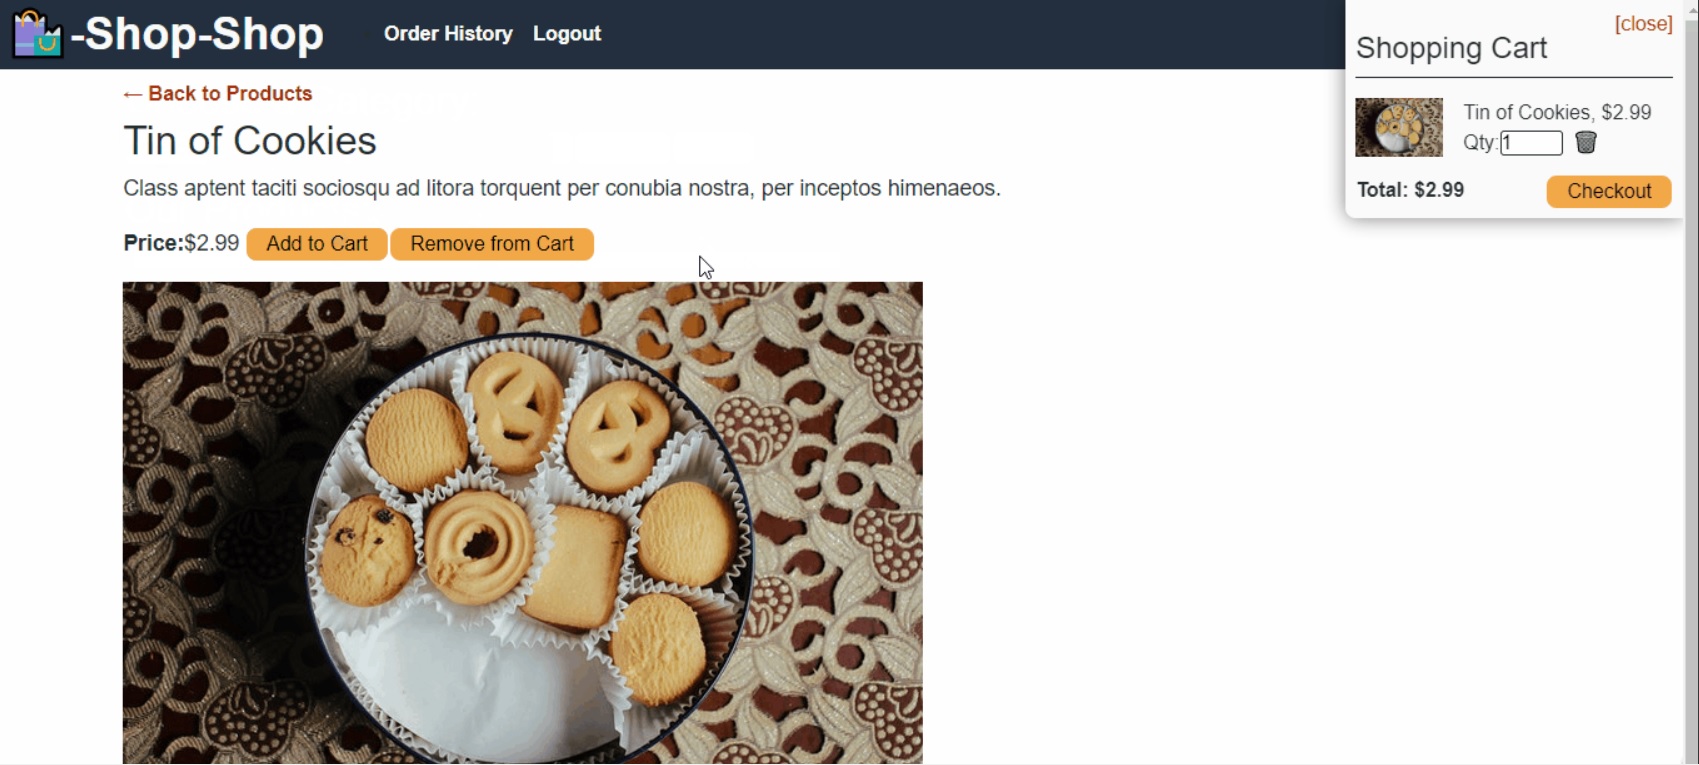 -Shop-Shop
Order History
Logout
← Back to Products
Tin of Cookies
Class aptent taciti sociosqu ad litora torquent per conubia nostra, per inceptos himenaeos.
Price:$2.99
Add to Cart
Remove from Cart
[close]
Shopping Cart
Tin of Cookies, $2.99
Qty:1
Total: $2.99
Checkout